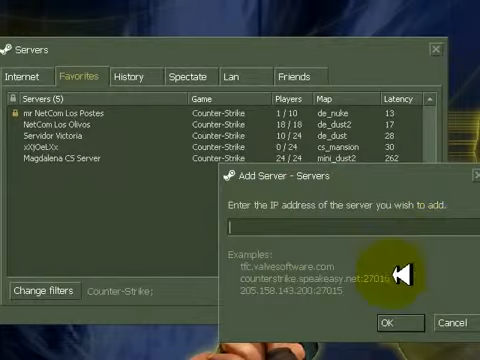 Servers
Internet Favorites History Spectate Lan Friends
Servers (5) Game Players Map Latency
mr NetCom Los Postes Counter-Strike 1 / 10 de_nuke 13
NetCom Los Olivos Counter-Strike 18 / 18 de_dust2 17
Servidor Victoria Counter-Strike 10 / 24 de_dust 28
xXJOeLXx Counter-Strike 0 / 24 cs_mansion 30
Magdalena CS Server Counter-Strike 24 / 24 mini_dust2 262
Add Server - Servers
Enter the IP address of the server you wish to add.
Examples:
tfc.valvesoftware.com
counterstrike.speakeasy.net:27016
205.158.143.200:27015
Change filters Counter-Strike;
OK Cancel